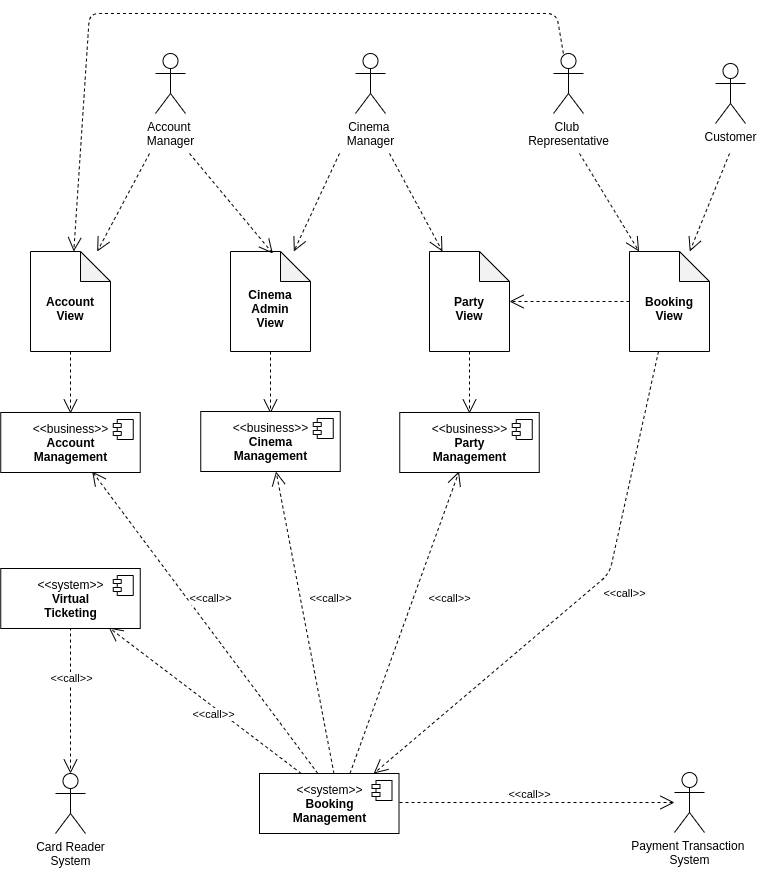 Account
Manager
Cinema
Manager
Club
Representative
Customer
Account
View
Cinema
Admin
View
Party
View
Booking
View
<<business>>
Account
Management
<<business>>
Cinema
Management
<<business>>
Party
Management
<<system>>
Virtual
Ticketing
<<call>>
<<call>>
<<call>>
<<call>>
<<call>>
<<call>>
<<system>>
Booking
Management
<<call>>
Card Reader
System
Payment Transaction
System